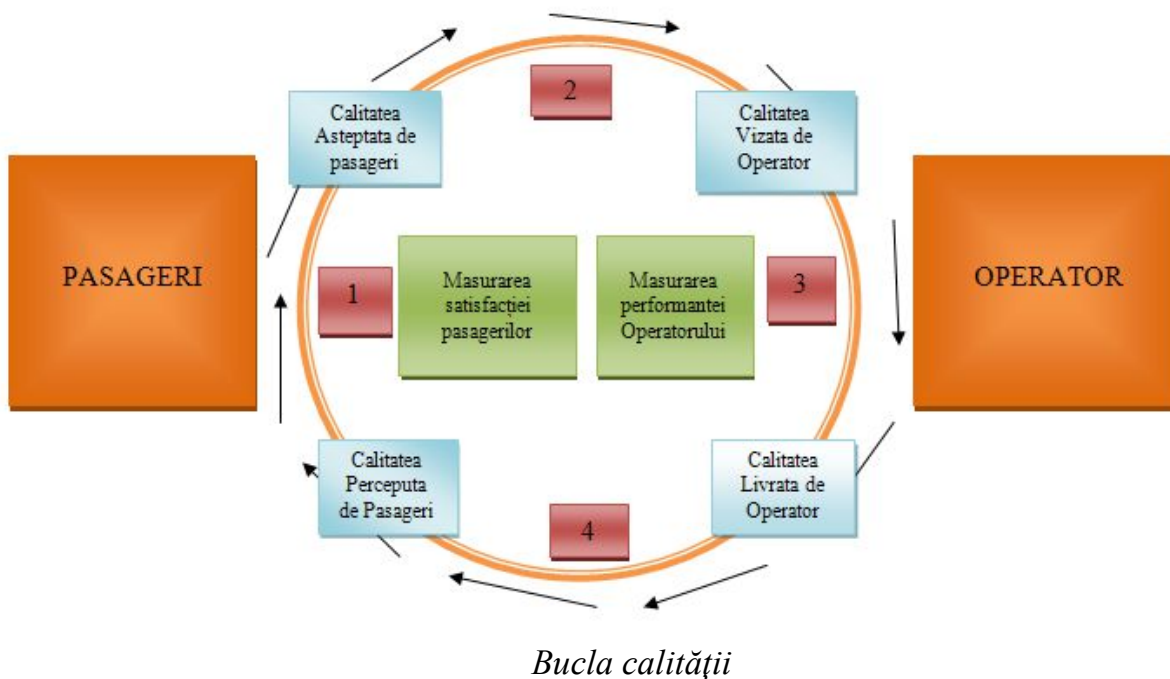 2
Calitatea
Asteptata de
pasageri
Calitatea
Vizata de
Operator
PASAGERI
1
Masurarea
satisfacției
pasagerilor
Masurarea
performantei
Operatorului
3
OPERATOR
Calitatea
Perceputa
de Pasageri
4
Calitatea
Livrata de
Operator
Bucla calităţii